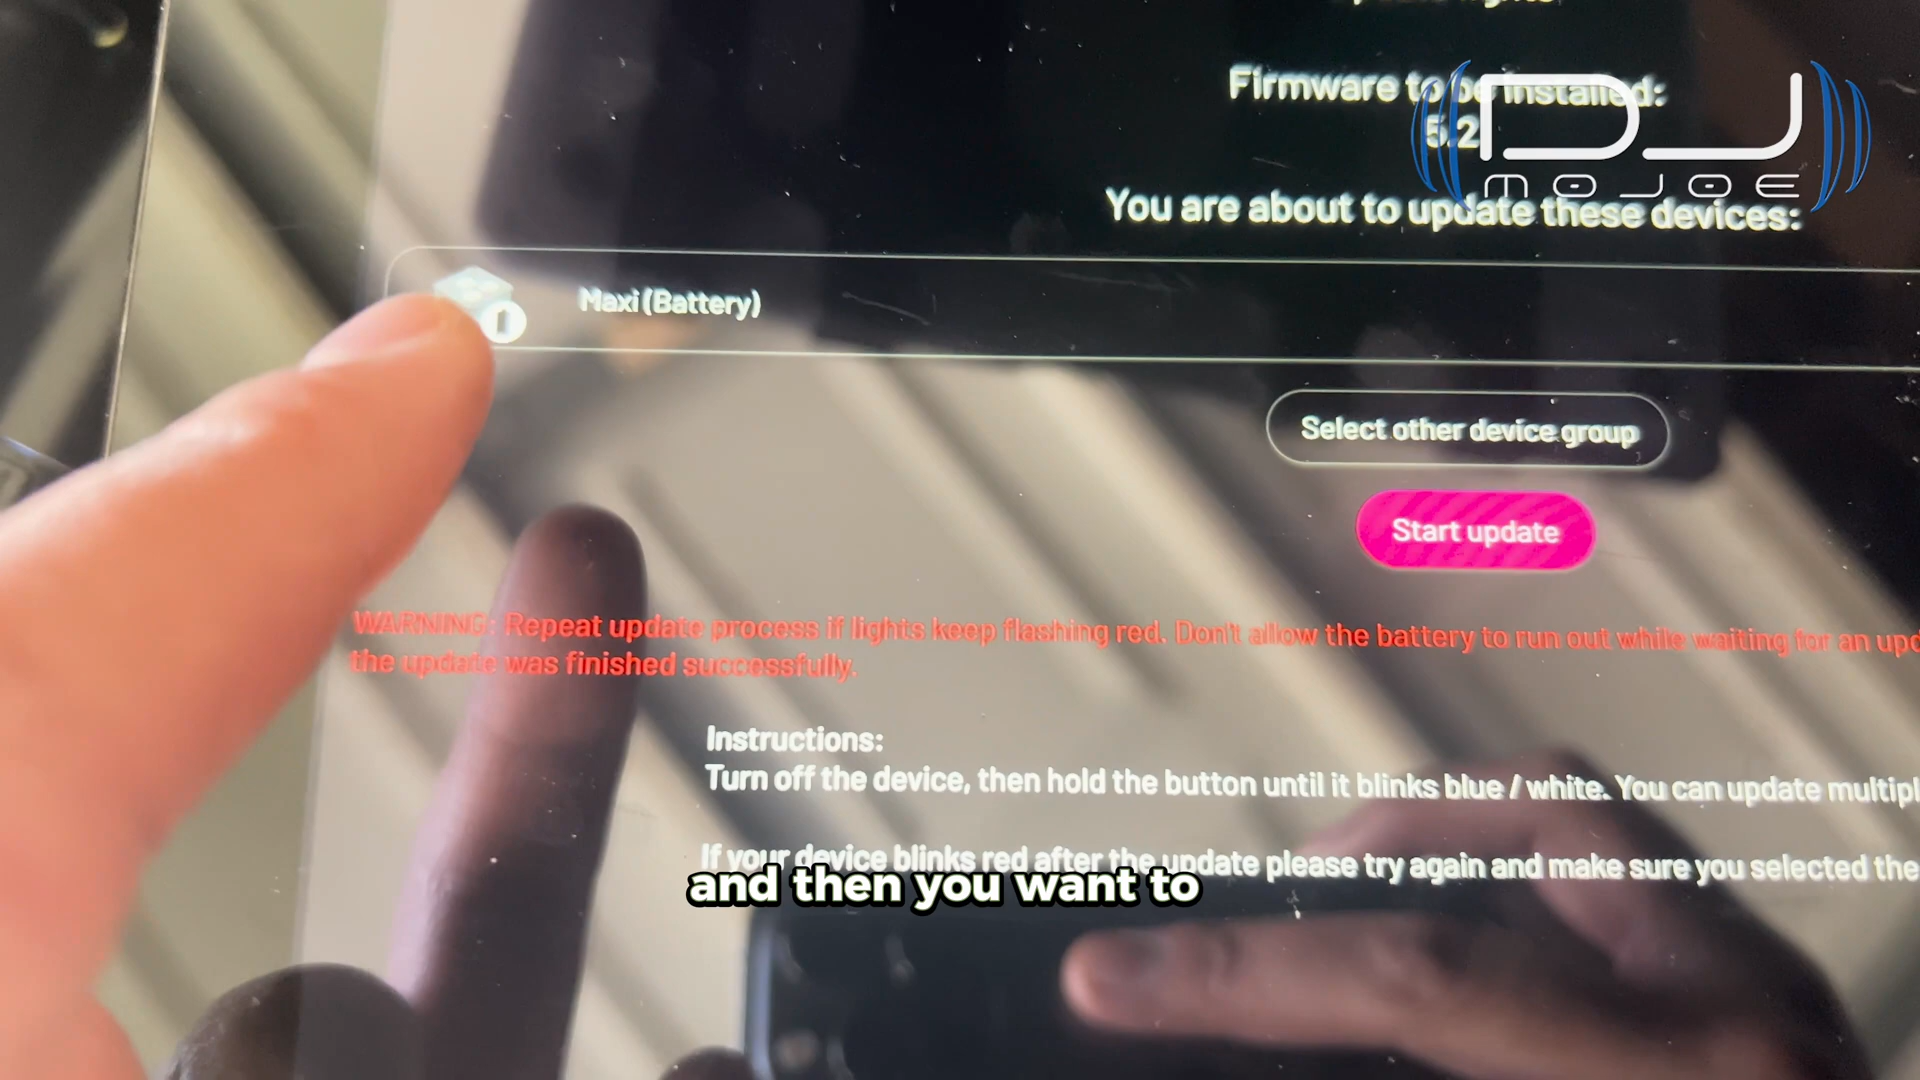 Firmware to be installed:
5.2
DJ
MOJOE
You are about to update these devices:
Maxi (Battery)
Select other device group
Start update
WARNING: Repeat update process if lights keep flashing red. Don't allow the battery to run out while waiting for an upd
the update was finished successfully.
Instructions:
Turn off the device, then hold the button until it blinks blue / white. You can update multipl
If your device blinks red after the update please try again and make sure you selected the
and then you want to